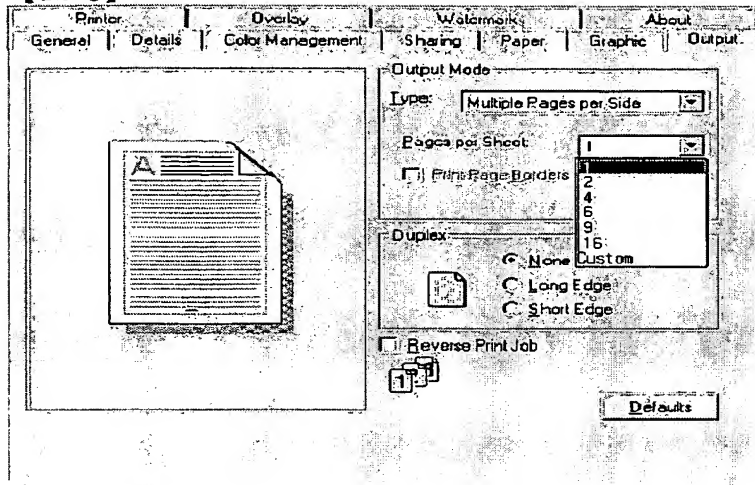 Printer Overlay Watermark About
General Details Color Management Sharing Paper Graphic Output
Output Mode
Type: Multiple Pages per Side
Pages per Sheet: 1
Print Page Borders
1
2
4
6
9
16
Custom
Duplex
None
Long Edge
Short Edge
Reverse Print Job
1
Defaults
A